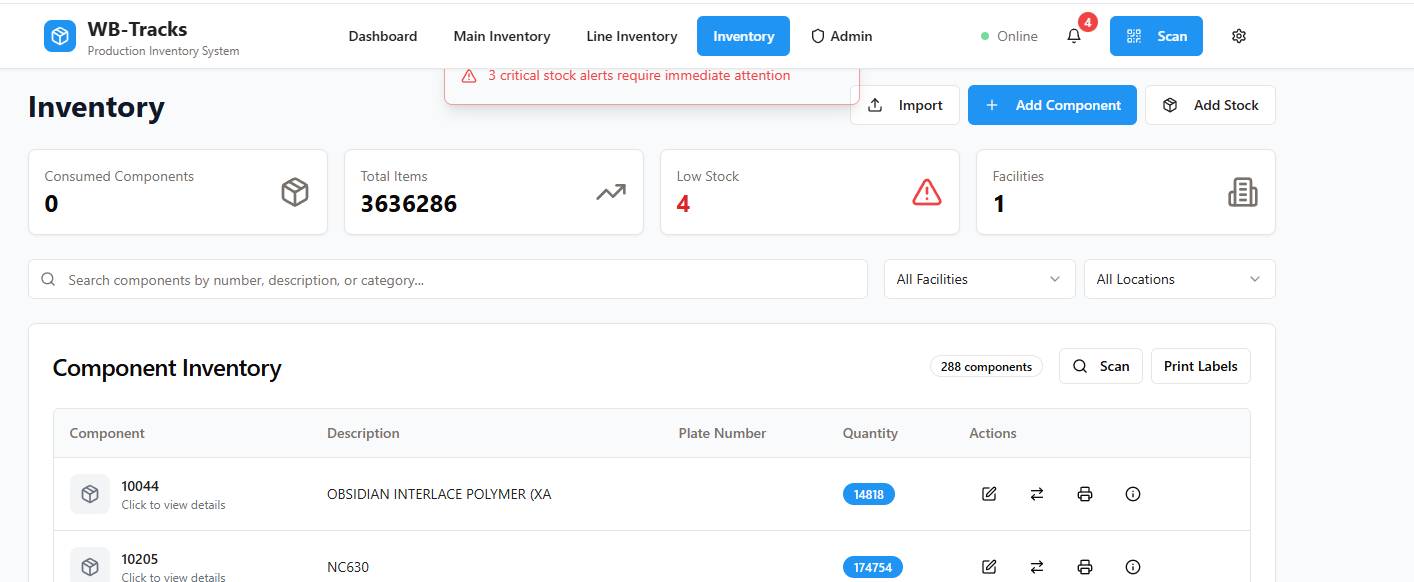 WB-Tracks
Production Inventory System
Dashboard
Main Inventory
Line Inventory
Inventory
Admin
Online
4
Scan
3 critical stock alerts require immediate attention
Inventory
Import
Add Component
Add Stock
Consumed Components
0
Total Items
3636286
Low Stock
4
Facilities
1
Search components by number, description, or category...
All Facilities
All Locations
Component Inventory
288 components
Scan
Print Labels
Component Description Plate Number Quantity Actions
10044
Click to view details
OBSIDIAN INTERLACE POLYMER (XA
14818
10205
Click to view details
NC630
174754